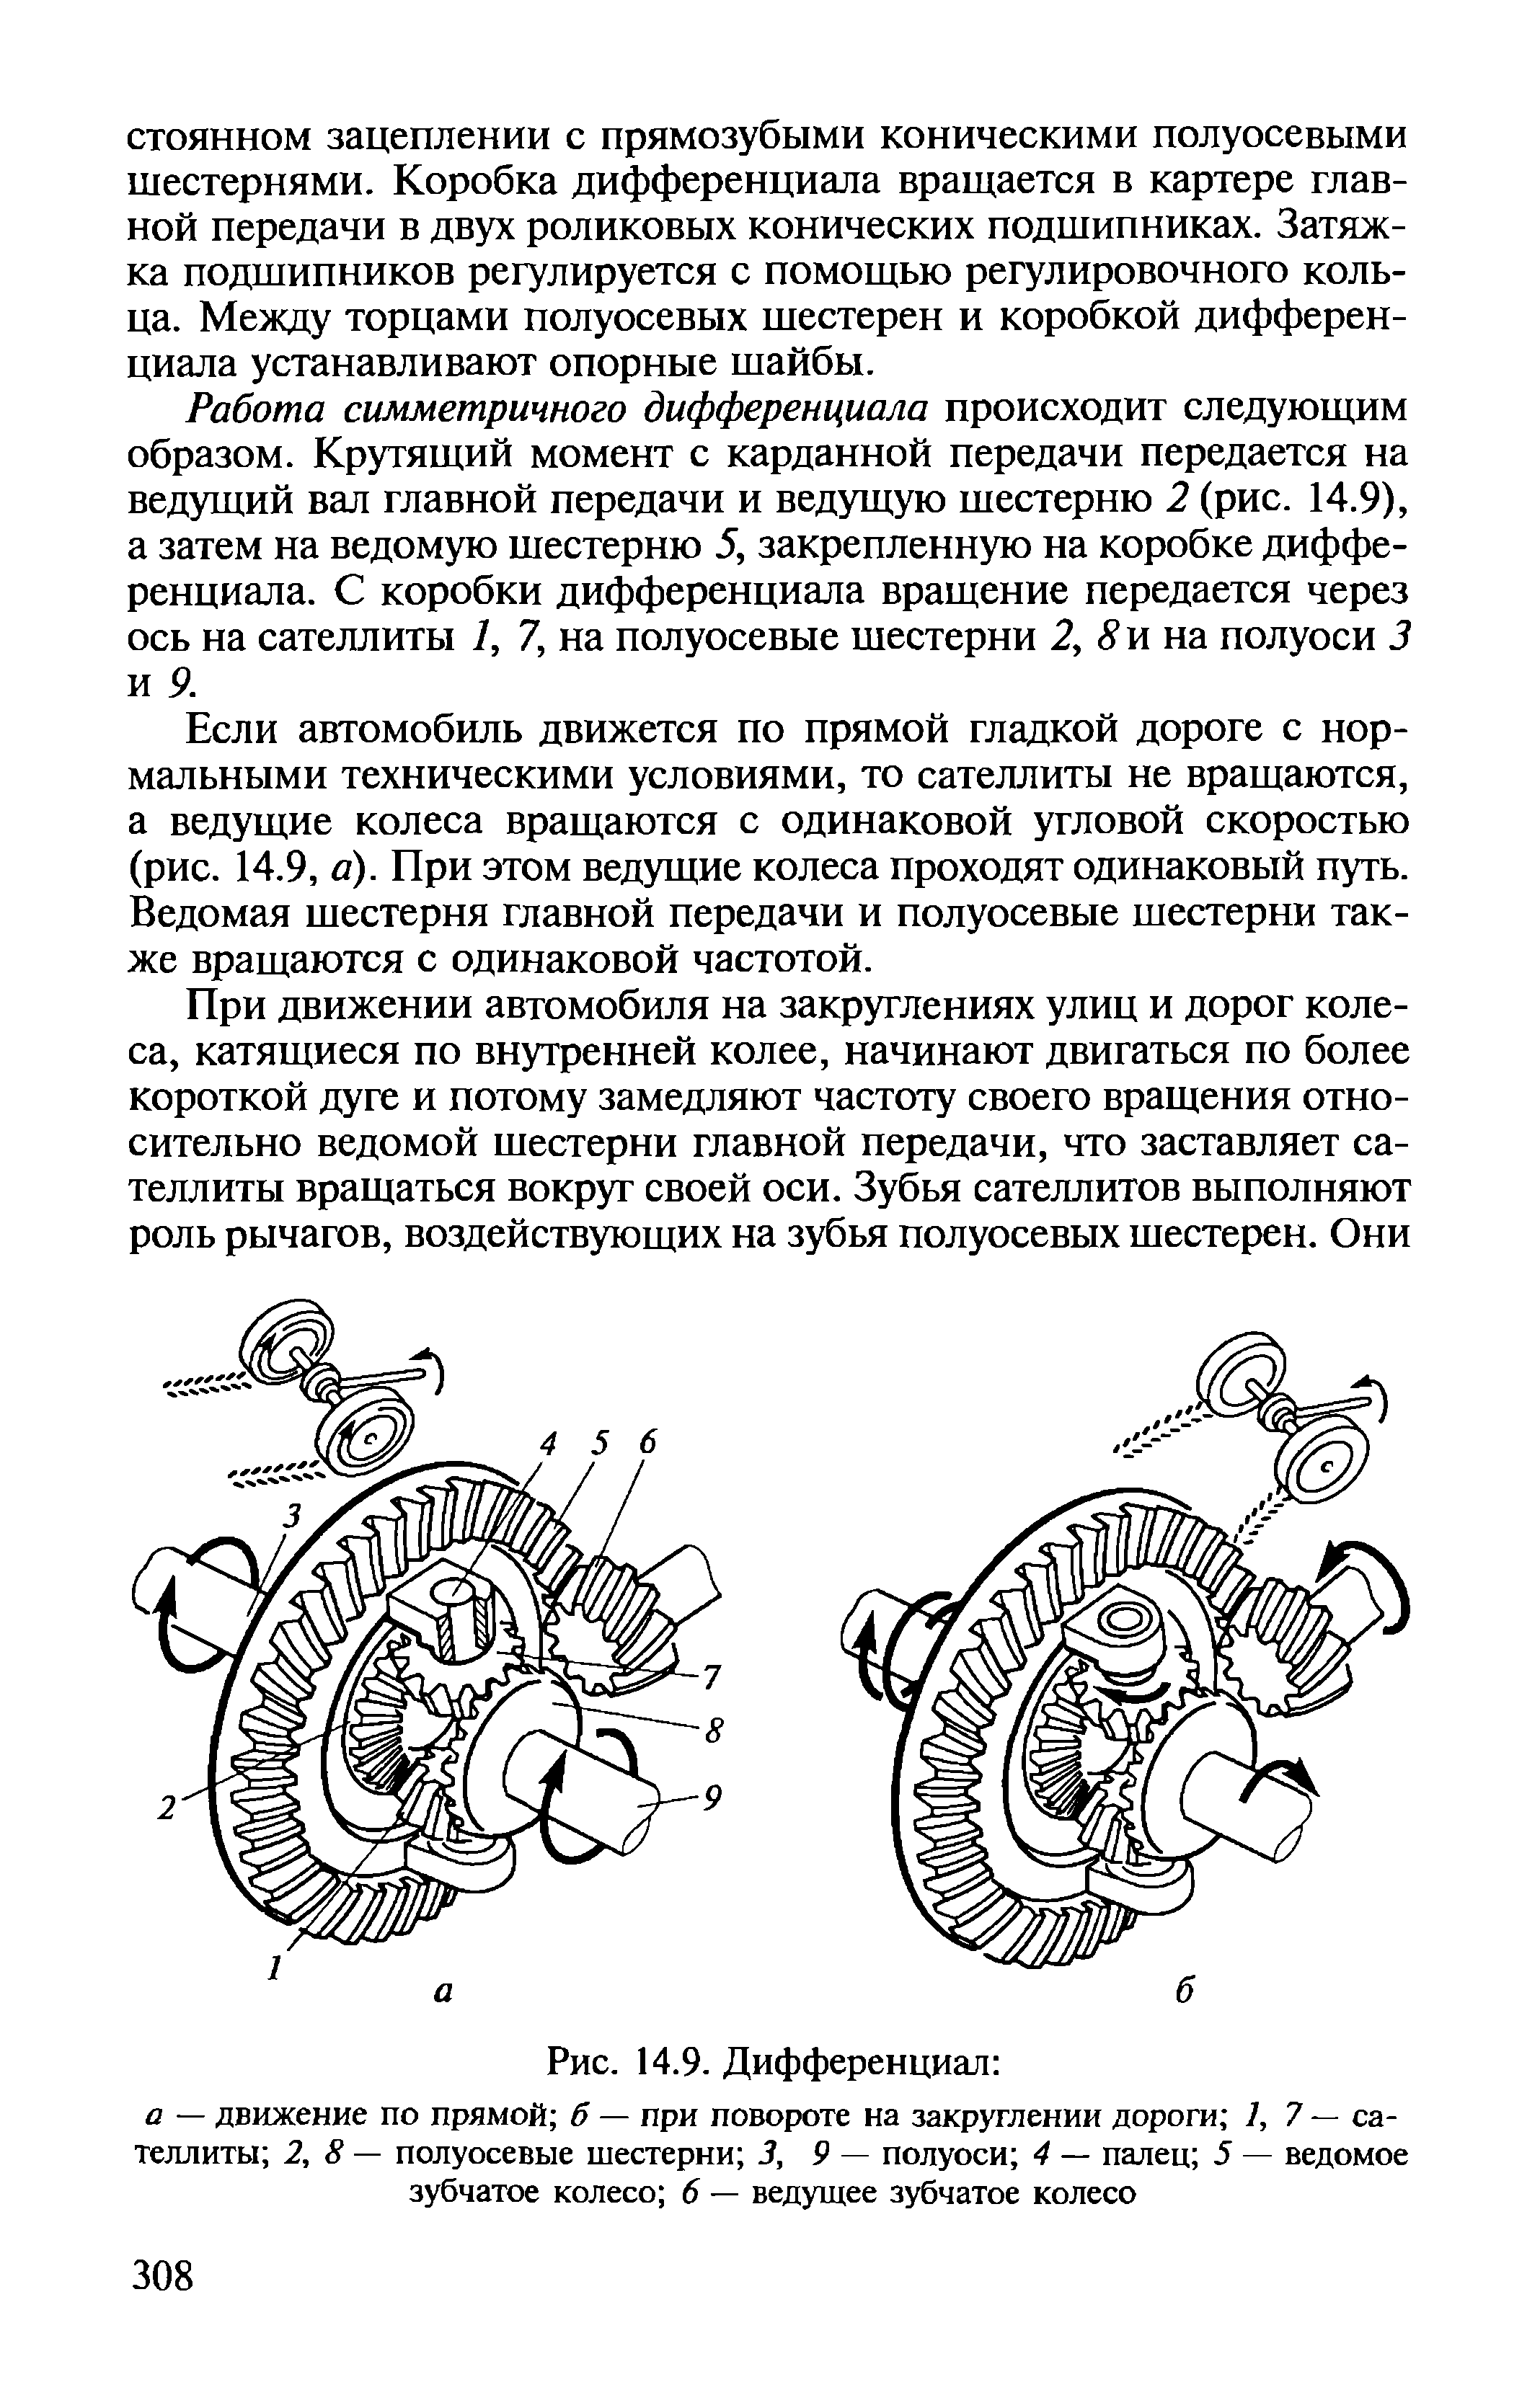 стоянном зацеплении с прямозубыми коническими полуосевыми
шестернями. Коробка дифференциала вращается в картере глав-
ной передачи в двух роликовых конических подшипниках. Затяж-
ка подшипников регулируется с помощью регулировочного коль-
ца. Между торцами полуосевых шестерен и коробкой дифферен-
циала устанавливают опорные шайбы.
Работа симметричного дифференциала происходит следующим
образом. Крутящий момент с карданной передачи передается на
ведущий вал главной передачи и ведущую шестерню 2 (рис. 14.9),
а затем на ведомую шестерню 5, закрепленную на коробке диффе-
ренциала. С коробки дифференциала вращение передается через
ось на сателлиты 1, 7, на полуосевые шестерни 2, 8 и на полуоси 3
и 9.
Если автомобиль движется по прямой гладкой дороге с нор-
мальными техническими условиями, то сателлиты не вращаются,
а ведущие колеса вращаются с одинаковой угловой скоростью
(рис. 14.9, а). При этом ведущие колеса проходят одинаковый путь.
Ведомая шестерня главной передачи и полуосевые шестерни так-
же вращаются с одинаковой частотой.
При движении автомобиля на закруглениях улиц и дорог коле-
са, катящиеся по внутренней колее, начинают двигаться по более
короткой дуге и потому замедляют частоту своего вращения отно-
сительно ведомой шестерни главной передачи, что заставляет са-
теллиты вращаться вокруг своей оси. Зубья сателлитов выполняют
роль рычагов, воздействующих на зубья полуосевых шестерен. Они
4 5 6
3
7
8
2
9
1
а
б
Рис. 14.9. Дифференциал:
а — движение по прямой; б — при повороте на закруглении дороги; 1, 7 — са-
теллиты; 2, 8 — полуосевые шестерни; 3, 9 — полуоси; 4 — палец; 5 — ведомое
зубчатое колесо; 6 — ведущее зубчатое колесо
308